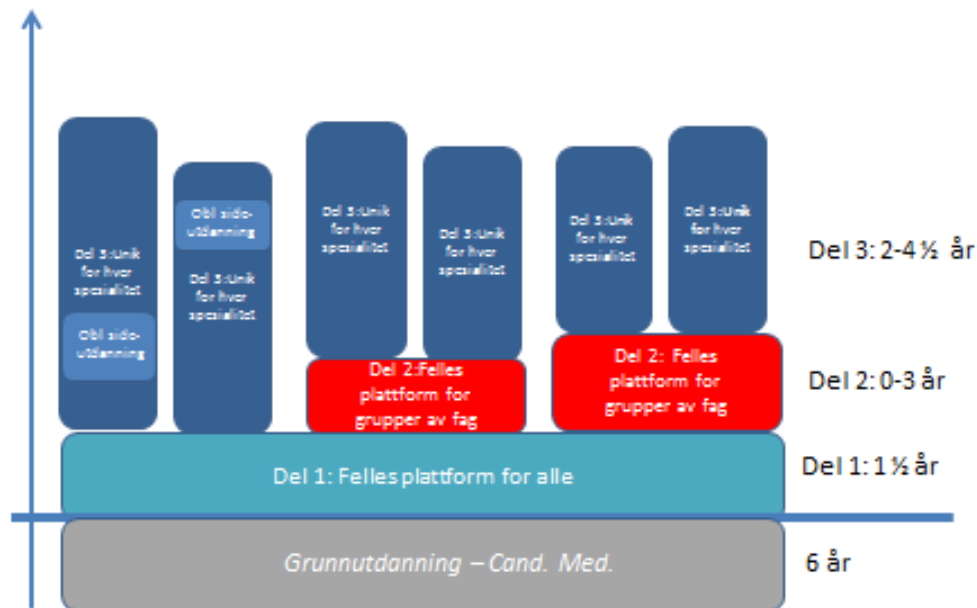 Del 3:Unik
for hver
spesialitet
Obl side-
utdanning
Obl side-
utdanning
Del 3:Unik
for hver
spesialitet
Del 3:Unik
for hver
spesialitet
Del 3:Unik
for hver
spesialitet
Del 3:Unik
for hver
spesialitet
Del 3:Unik
for hver
spesialitet
Del 3: 2-4 ½ år
Del 2:Felles
plattform for
grupper av fag
Del 2: Felles
plattform for
grupper av fag
Del 2: 0-3 år
Del 1: Felles plattform for alle
Del 1: 1 ½ år
Grunnutdanning – Cand. Med.
6 år